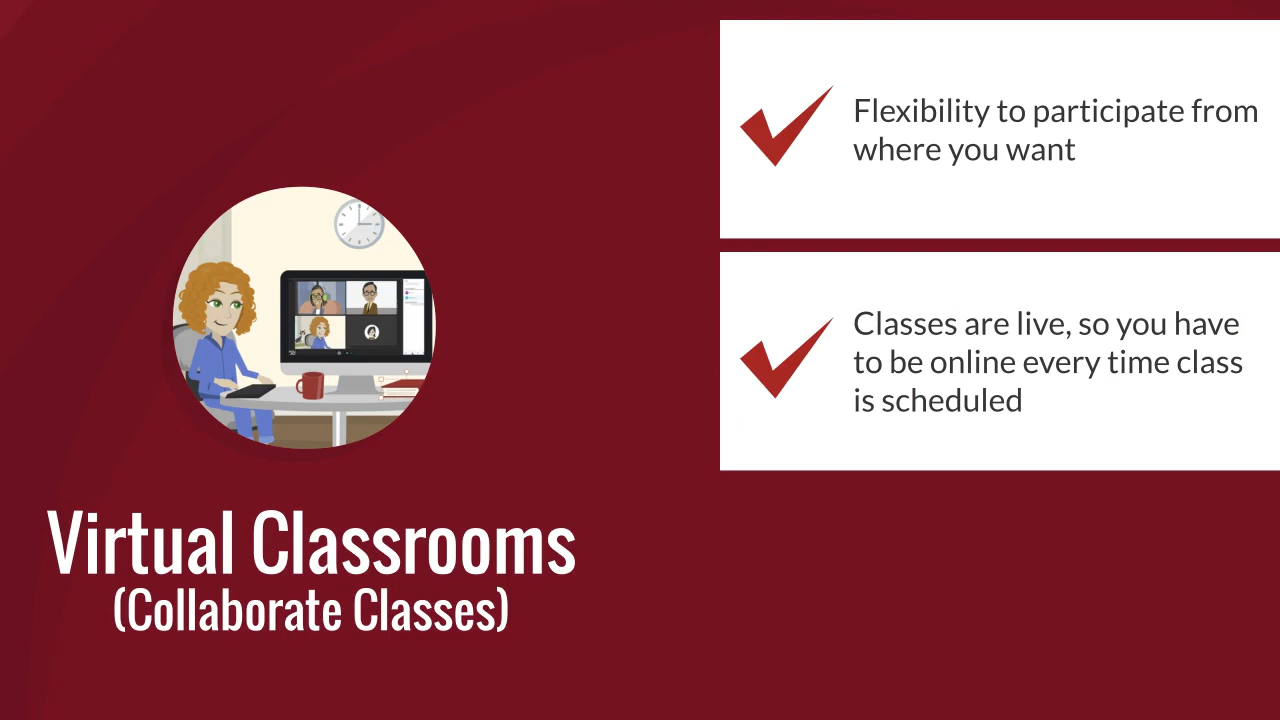 Flexibility to participate from
where you want
Classes are live, so you have
to be online every time class
is scheduled
Virtual Classrooms
(Collaborate Classes)